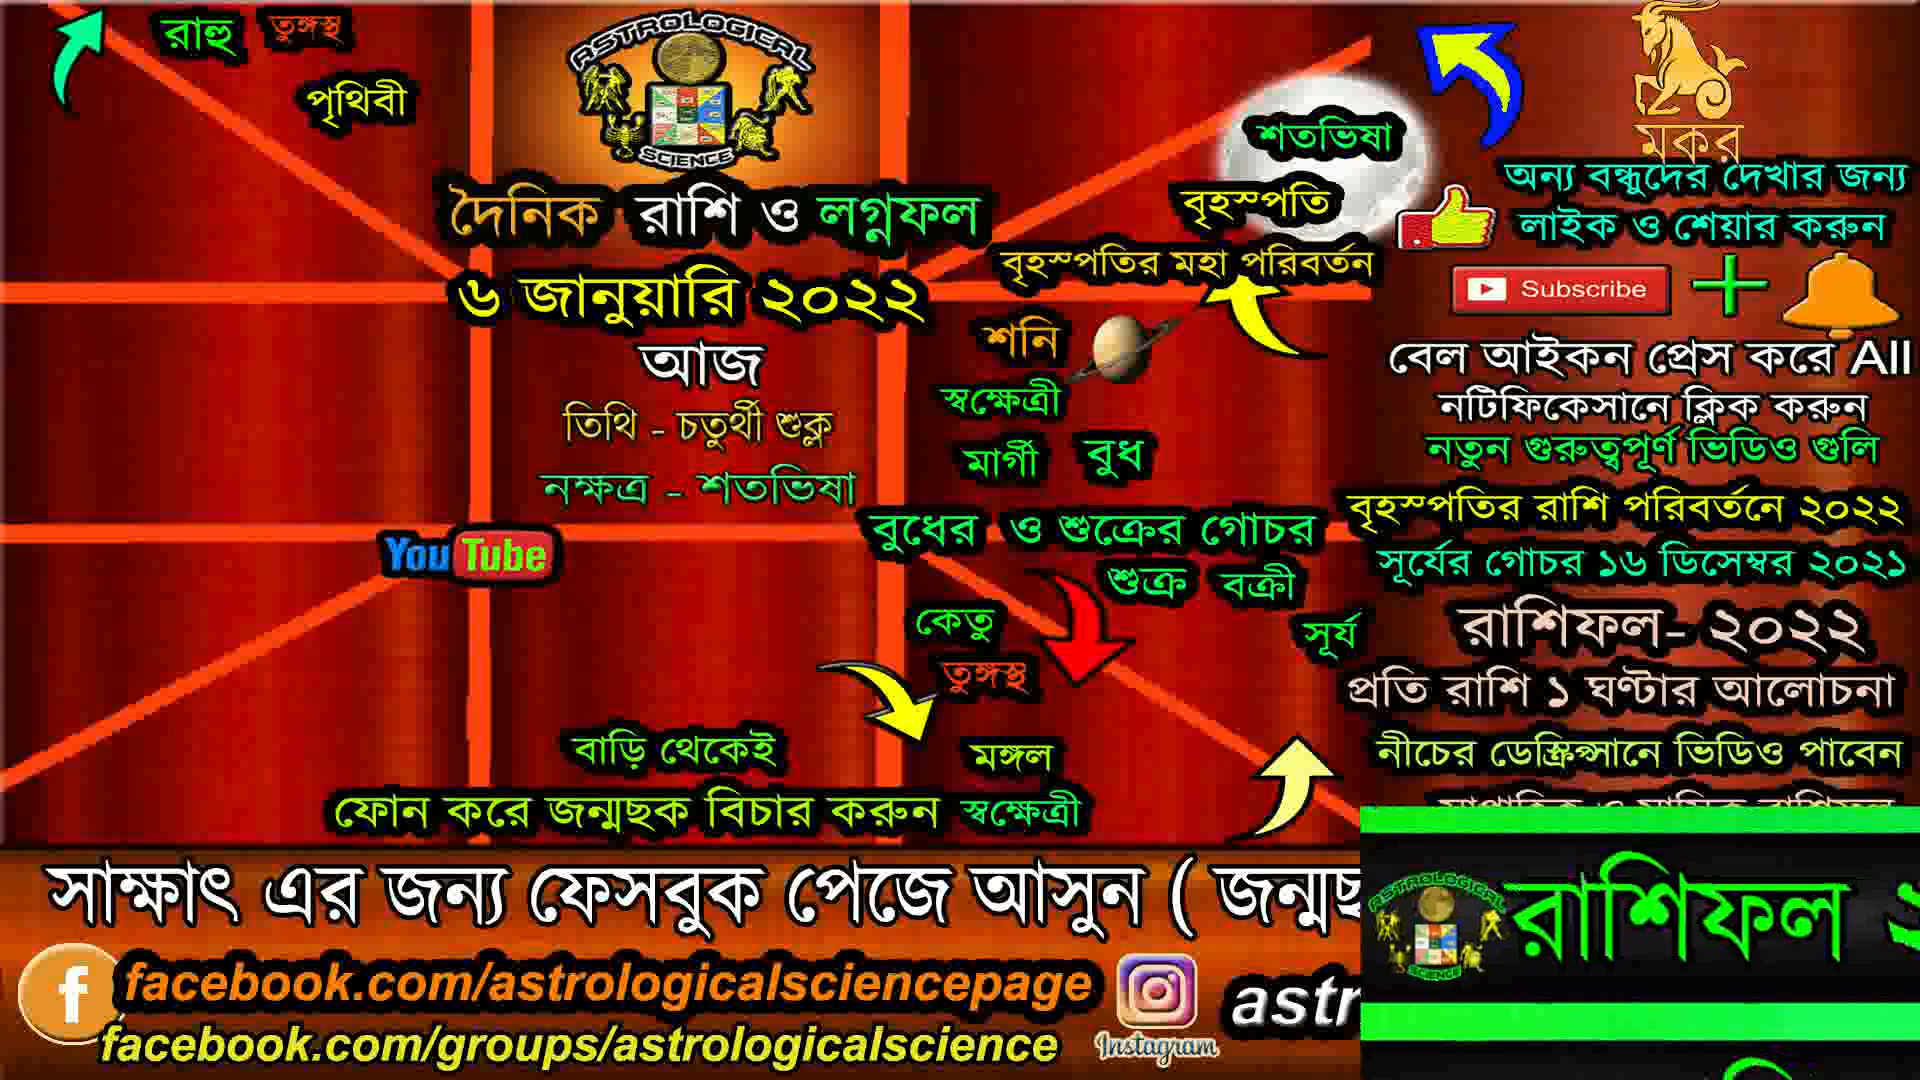 রাহু তুঙ্গস্থ
পৃথিবী
ASTROLOGICAL
SCIENCE
দৈনিক রাশি ও লগ্নফল
৬ জানুয়ারি ২০২২
আজ
তিথি - চতুর্থী শুক্ল
নক্ষত্র - শতভিষা
YouTube
শতভিষা
বৃহস্পতি
বৃহস্পতির মহা পরিবর্তন
শনি
স্বক্ষেত্রী
মার্গী বুধ
বুধের ও শুক্রের গোচর
শুক্র বক্রী
কেতু
তুঙ্গস্থ
সূর্য
মঙ্গল
স্বক্ষেত্রী
বাড়ি থেকেই
ফোন করে জন্মছক বিচার করুন
মকর
অন্য বন্ধুদের দেখার জন্য
লাইক ও শেয়ার করুন
Subscribe
বেল আইকন প্রেস করে All
নটিফিকেসানে ক্লিক করুন
নতুন গুরুত্বপূর্ণ ভিডিও গুলি
বৃহস্পতির রাশি পরিবর্তনে ২০২২
সূর্যের গোচর ১৬ ডিসেম্বর ২০২১
রাশিফল- ২০২২
প্রতি রাশি ১ ঘণ্টার আলোচনা
নীচের ডেস্ক্রিপ্সানে ভিডিও পাবেন
সাক্ষাৎ এর জন্য ফেসবুক পেজে আসুন ( জন্মছ
facebook.com/astrologicalsciencepage
facebook.com/groups/astrologicalscience
Instagram
astr
ASTROLOGICAL
SCIENCE
রাশিফল